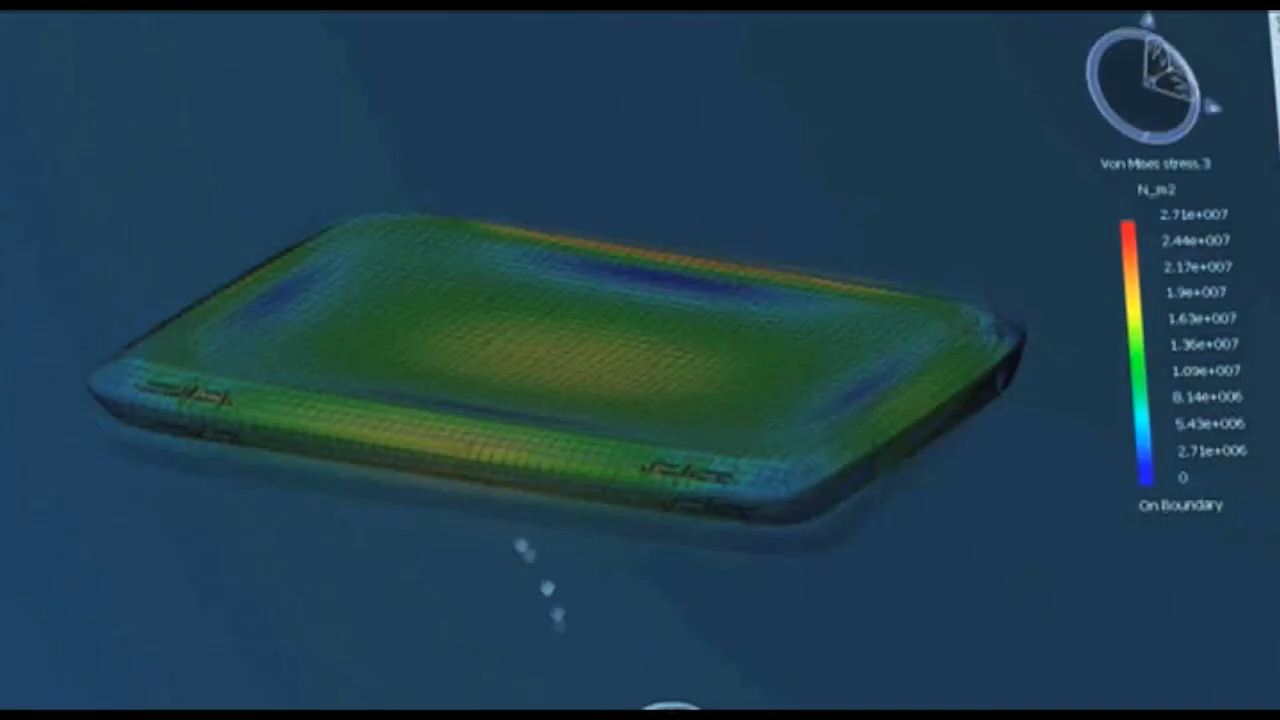 Von Mises stress.3
N_m2
2.71e+007
2.44e+007
2.17e+007
1.9e+007
1.63e+007
1.36e+007
1.09e+007
8.14e+006
5.43e+006
2.71e+006
0
On Boundary